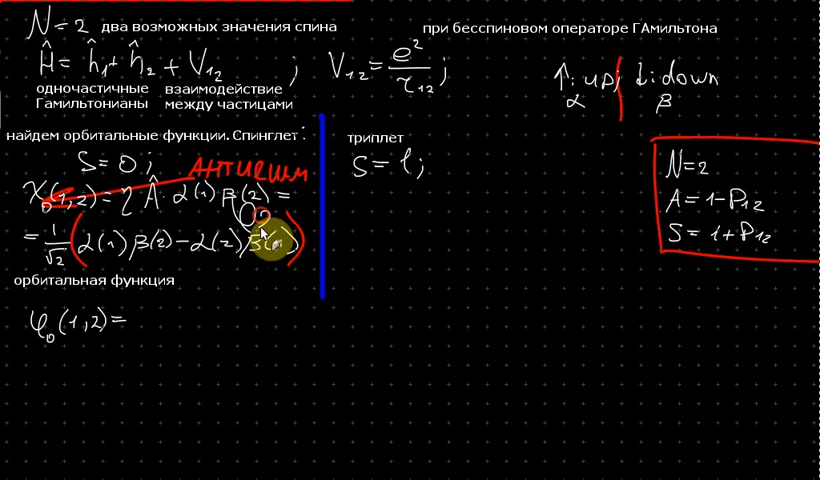 N = 2 два возможных значения спина
при бесспиновом операторе ГАмильтона
Ĥ = ĥ₁ + ĥ₂ + V₁₂ ; V₁₂ = e²/r₁₂ ;
одночастичные Гамильтонианы
взаимодействие между частицами
↑: up; ↓: down
α β
найдем орбитальные функции. Спинглет:
S = 0;
АНТИСИМ
χ₀(1,2) = η Â · α(1) β(2) =
= 1/√2 (α(1) β(2) − α(2) β(1))
орбитальная функция
φ₀(1,2) =
триплет
S = 1;
N = 2
A = 1 − P₁₂
S = 1 + P₁₂